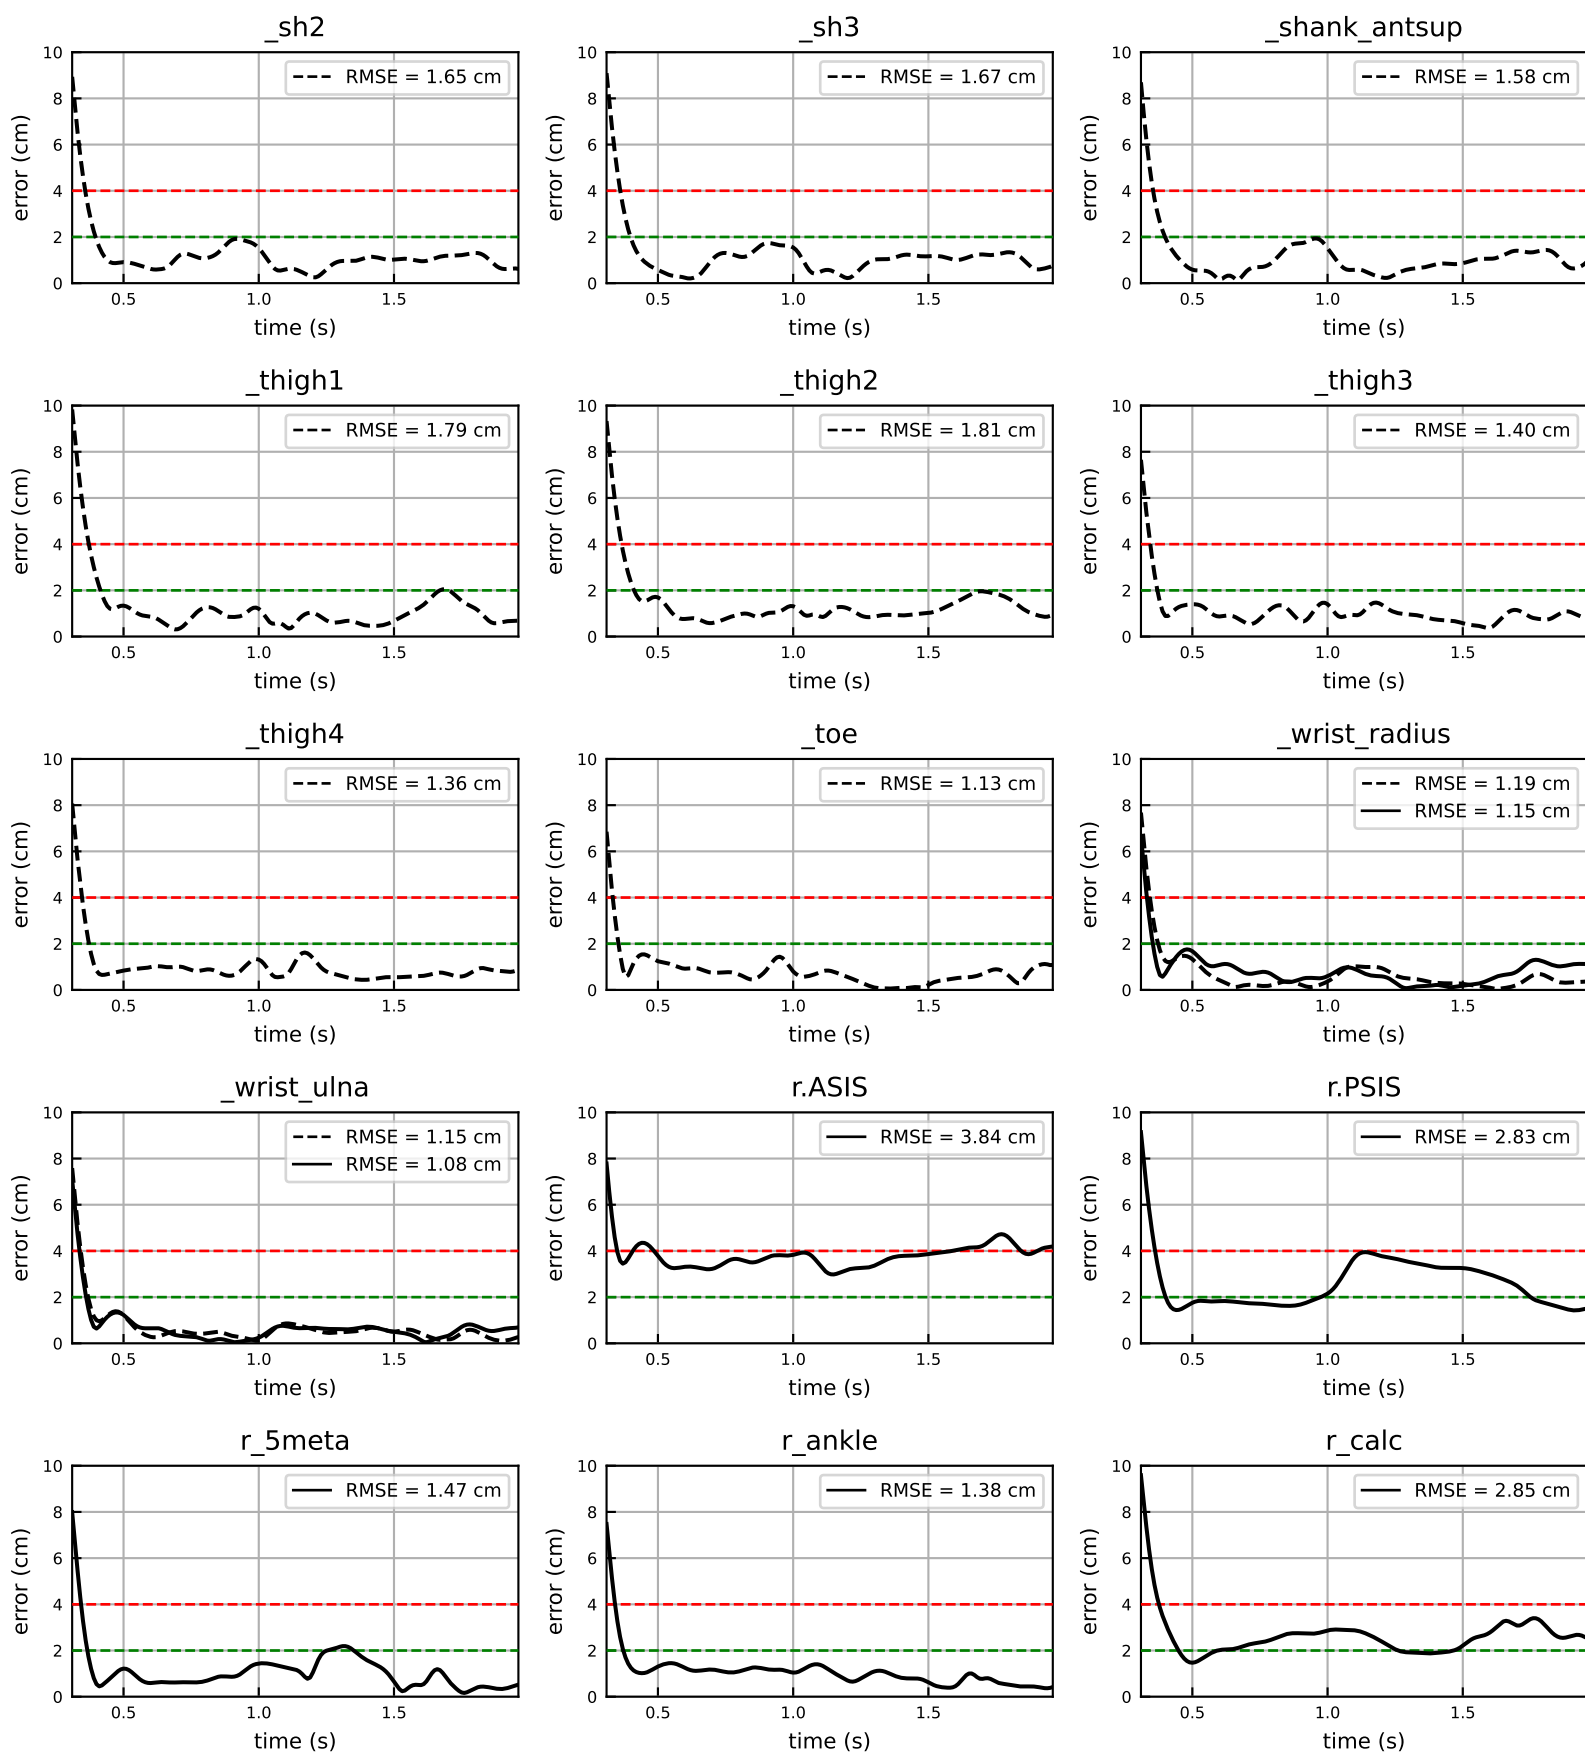 _sh2
_sh3
_shank_antsup
10
8
6
4
2
0
error (cm)
RMSE = 1.65 cm
0.5
1.0
1.5
time (s)
10
8
6
4
2
0
error (cm)
RMSE = 1.67 cm
0.5
1.0
1.5
time (s)
10
8
6
4
2
0
error (cm)
RMSE = 1.58 cm
0.5
1.0
1.5
time (s)
_thigh1
_thigh2
_thigh3
10
8
6
4
2
0
error (cm)
RMSE = 1.79 cm
0.5
1.0
1.5
time (s)
10
8
6
4
2
0
error (cm)
RMSE = 1.81 cm
0.5
1.0
1.5
time (s)
10
8
6
4
2
0
error (cm)
RMSE = 1.40 cm
0.5
1.0
1.5
time (s)
_thigh4
_toe
_wrist_radius
10
8
6
4
2
0
error (cm)
RMSE = 1.36 cm
0.5
1.0
1.5
time (s)
10
8
6
4
2
0
error (cm)
RMSE = 1.13 cm
0.5
1.0
1.5
time (s)
10
8
6
4
2
0
error (cm)
RMSE = 1.19 cm
RMSE = 1.15 cm
0.5
1.0
1.5
time (s)
_wrist_ulna
r.ASIS
r.PSIS
10
8
6
4
2
0
error (cm)
RMSE = 1.15 cm
RMSE = 1.08 cm
0.5
1.0
1.5
time (s)
10
8
6
4
2
0
error (cm)
RMSE = 3.84 cm
0.5
1.0
1.5
time (s)
10
8
6
4
2
0
error (cm)
RMSE = 2.83 cm
0.5
1.0
1.5
time (s)
r_5meta
r_ankle
r_calc
10
8
6
4
2
0
error (cm)
RMSE = 1.47 cm
0.5
1.0
1.5
time (s)
10
8
6
4
2
0
error (cm)
RMSE = 1.38 cm
0.5
1.0
1.5
time (s)
10
8
6
4
2
0
error (cm)
RMSE = 2.85 cm
0.5
1.0
1.5
time (s)